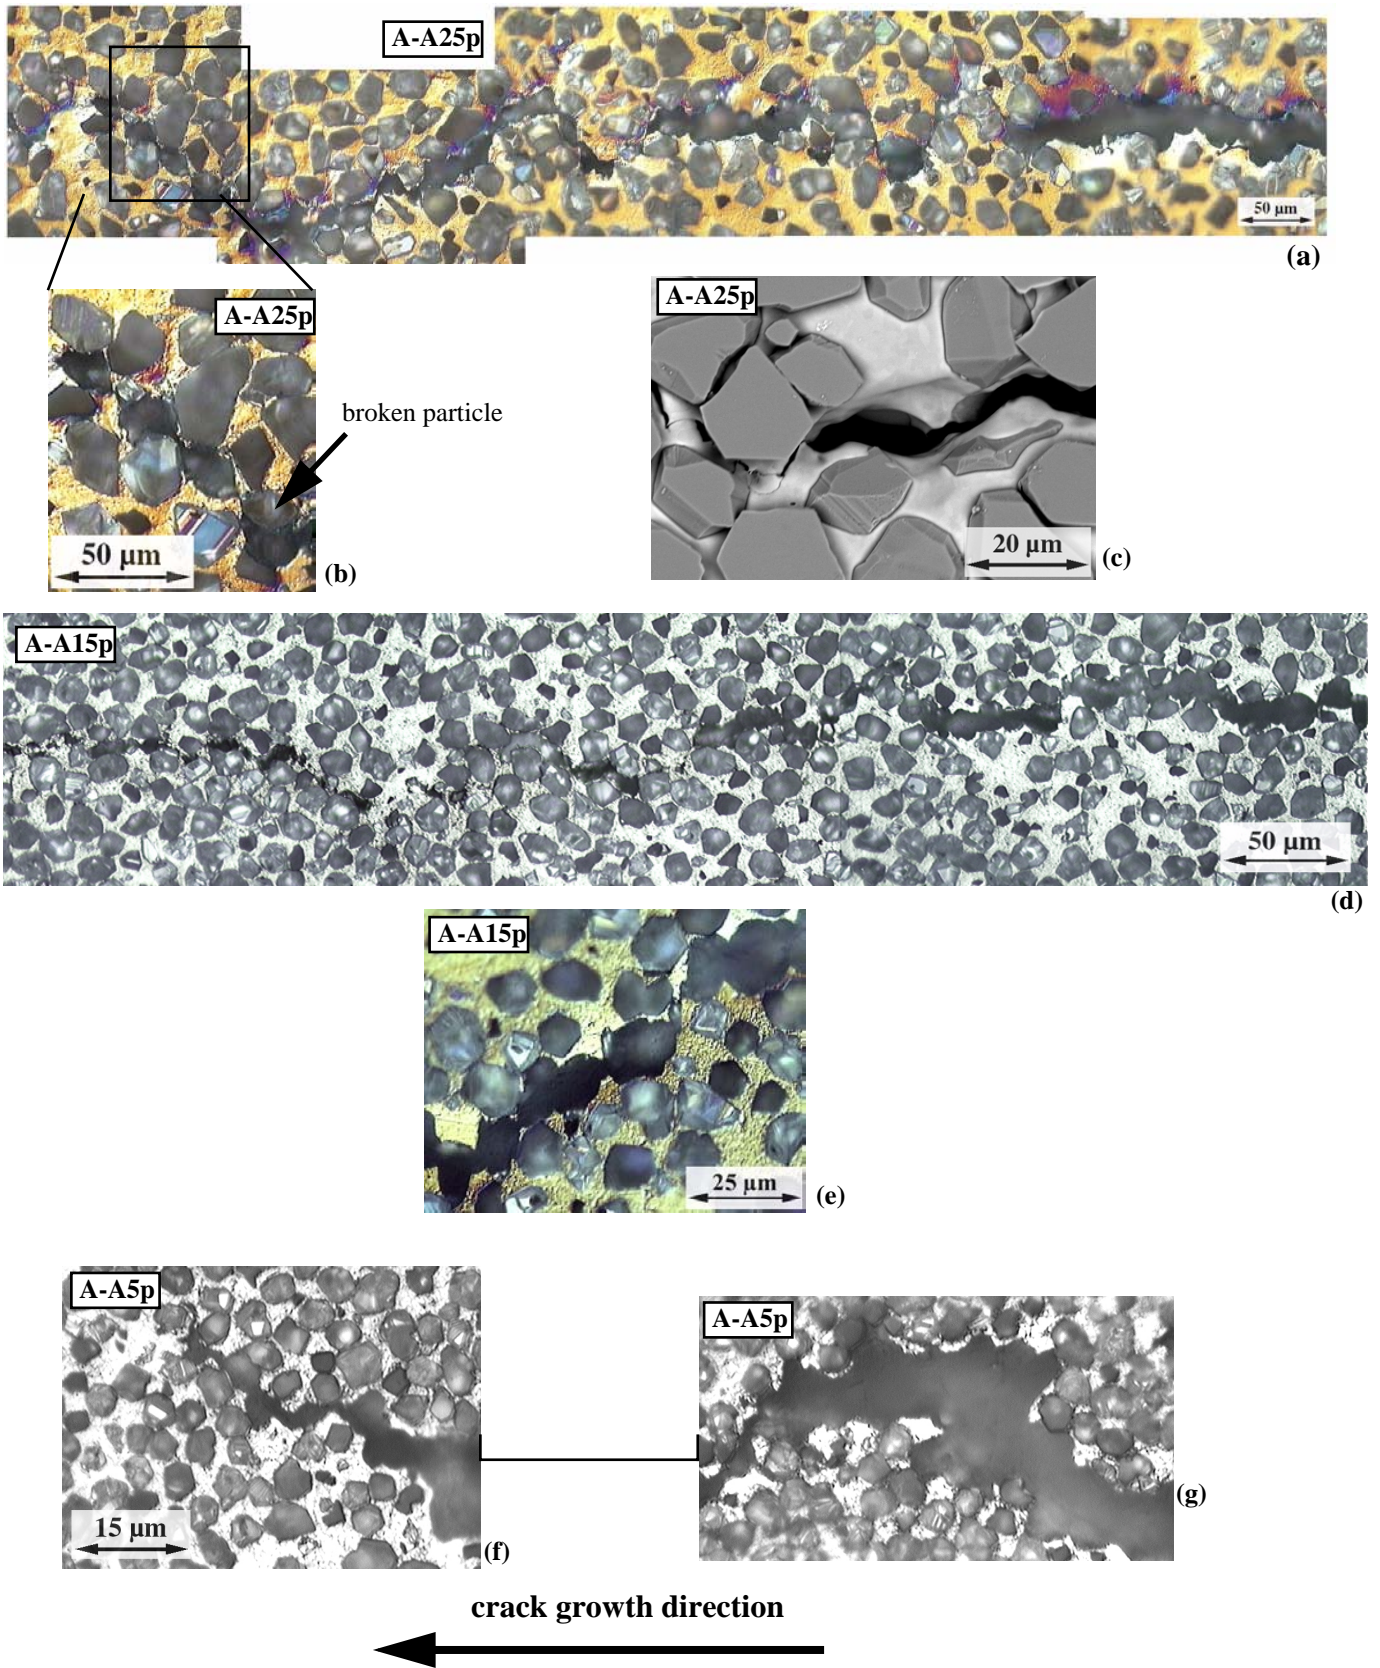 A-A25p
50 µm
(a)
A-A25p
broken particle
50 µm
(b)
A-A25p
20 µm
(c)
A-A15p
50 µm
(d)
A-A15p
25 µm
(e)
A-A5p
15 µm
(f)
A-A5p
(g)
crack growth direction